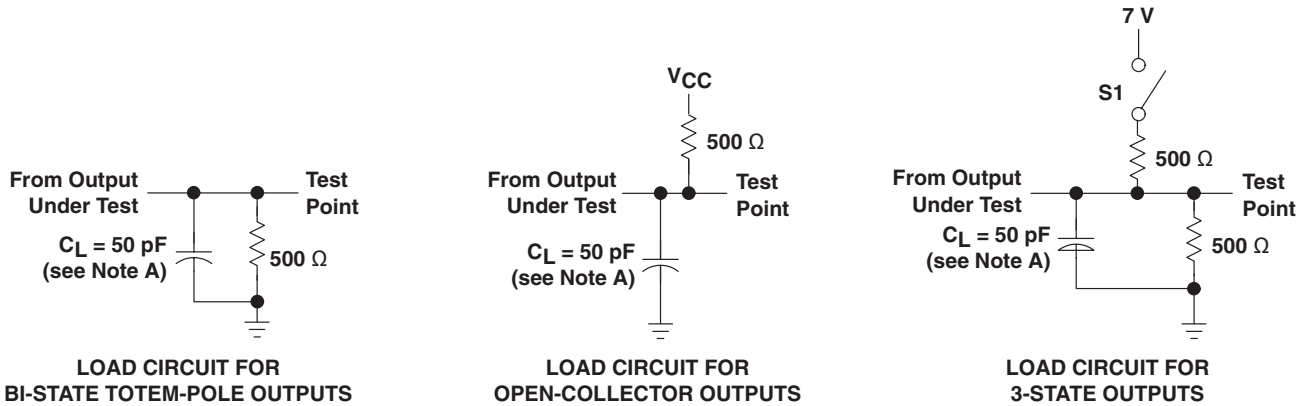 From Output
Under Test
Test
Point
CL = 50 pF
(see Note A)
500 Ω
LOAD CIRCUIT FOR
BI-STATE TOTEM-POLE OUTPUTS
VCC
500 Ω
From Output
Under Test
Test
Point
CL = 50 pF
(see Note A)
LOAD CIRCUIT FOR
OPEN-COLLECTOR OUTPUTS
7 V
S1
500 Ω
From Output
Under Test
Test
Point
CL = 50 pF
(see Note A)
500 Ω
LOAD CIRCUIT FOR
3-STATE OUTPUTS